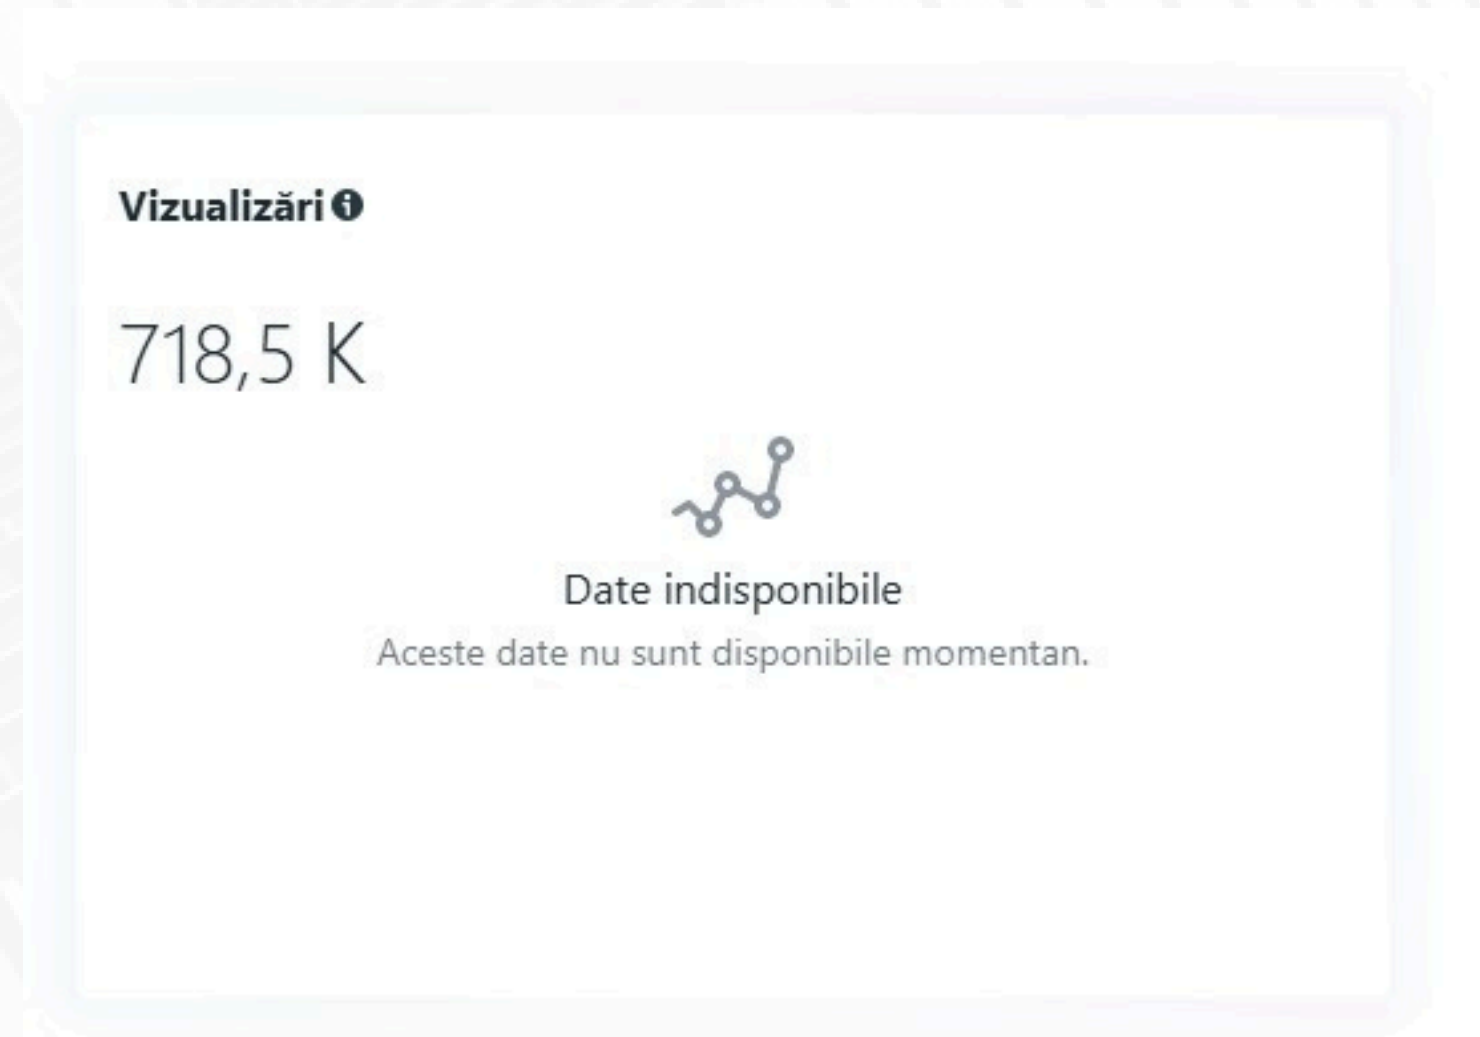 Vizualizări
718,5 K
Date indisponibile
Aceste date nu sunt disponibile momentan.